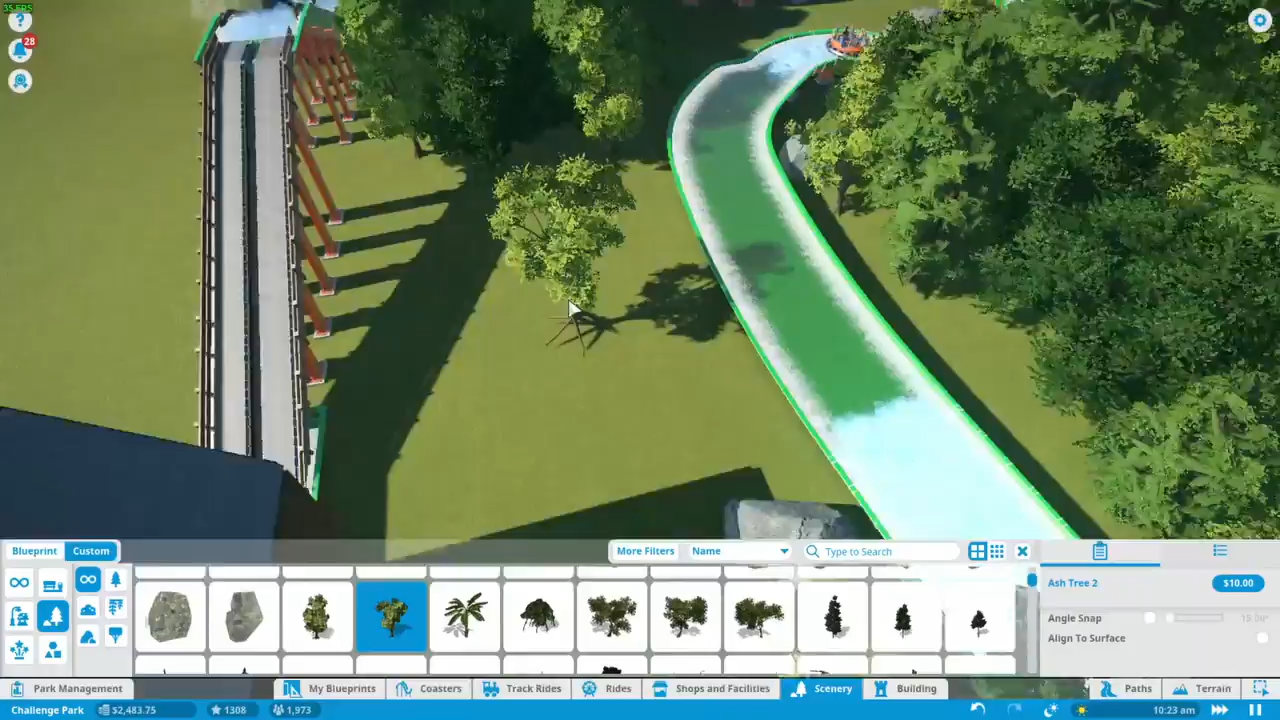 35 FPS
28
Blueprint Custom More Filters Name Type to Search
Ash Tree 2 $10.00
Angle Snap
Align To Surface
Park Management My Blueprints Coasters Track Rides Rides Shops and Facilities Scenery Building Paths Terrain
Challenge Park $2,483.75 1308 1,973 10:23 am